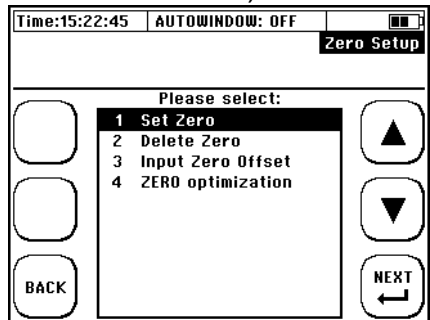 Time:15:22:45 AUTOWINDOW: OFF
Zero Setup
Please select:
1 Set Zero
2 Delete Zero
3 Input Zero Offset
4 ZERO optimization
BACK
NEXT